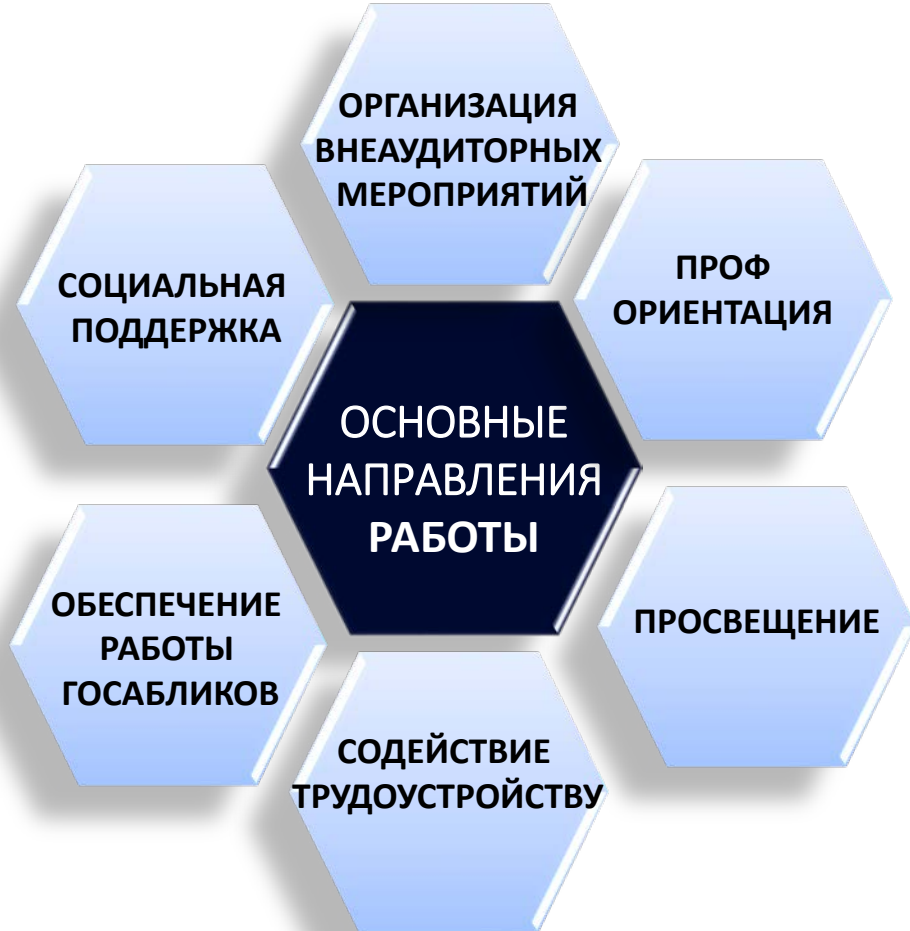 ОРГАНИЗАЦИЯ
ВНЕАУДИТОРНЫХ
МЕРОПРИЯТИЙ
ПРОФ
ОРИЕНТАЦИЯ
СОЦИАЛЬНАЯ
ПОДДЕРЖКА
ОСНОВНЫЕ
НАПРАВЛЕНИЯ
РАБОТЫ
ОБЕСПЕЧЕНИЕ
РАБОТЫ
ГОСАБЛИКОВ
ПРОСВЕЩЕНИЕ
СОДЕЙСТВИЕ
ТРУДОУСТРОЙСТВУ